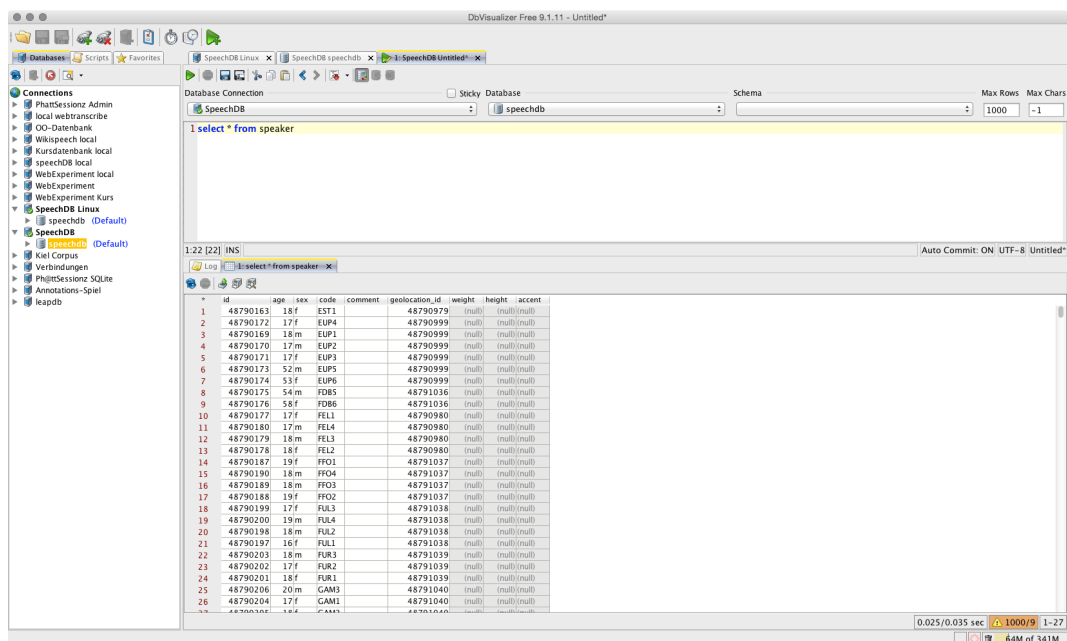 DbVisualizer Free 9.1.11 - Untitled*
Databases Scripts Favorites
SpeechDB Linux SpeechDB speechdb 1: SpeechDB Untitled*
Connections
PhattSessionz Admin
local webtranscribe
OO-Datenbank
Wikispeech local
Kursdatenbank local
speechDB local
WebExperiment local
WebExperiment
WebExperiment Kurs
SpeechDB Linux
speechdb (Default)
SpeechDB
speechdb (Default)
Kiel Corpus
Verbindungen
Ph@ttSessionz SQLite
Annotations-Spiel
leapdb
Database Connection Sticky Database Schema Max Rows Max Chars
SpeechDB speechdb 1000 -1
1 select * from speaker
1:22 [22] INS Auto Commit: ON UTF-8 Untitled*
Log 1: select * from speaker
* id age sex code comment geolocation_id weight height accent
1 48790163 18 f EST1 48790979 (null) (null) (null)
2 48790172 17 f EUP4 48790999 (null) (null) (null)
3 48790169 18 m EUP1 48790999 (null) (null) (null)
4 48790170 17 m EUP2 48790999 (null) (null) (null)
5 48790171 17 f EUP3 48790999 (null) (null) (null)
6 48790173 52 m EUP5 48790999 (null) (null) (null)
7 48790174 53 f EUP6 48790999 (null) (null) (null)
8 48790175 54 m FDB5 48791036 (null) (null) (null)
9 48790176 58 f FDB6 48791036 (null) (null) (null)
10 48790177 17 f FEL1 48790980 (null) (null) (null)
11 48790180 17 m FEL4 48790980 (null) (null) (null)
12 48790179 18 m FEL3 48790980 (null) (null) (null)
13 48790178 18 f FEL2 48790980 (null) (null) (null)
14 48790187 19 f FFO1 48791037 (null) (null) (null)
15 48790190 18 m FFO4 48791037 (null) (null) (null)
16 48790189 18 m FFO3 48791037 (null) (null) (null)
17 48790188 19 f FFO2 48791037 (null) (null) (null)
18 48790199 17 f FUL3 48791038 (null) (null) (null)
19 48790200 19 m FUL4 48791038 (null) (null) (null)
20 48790198 18 m FUL2 48791038 (null) (null) (null)
21 48790197 16 f FUL1 48791038 (null) (null) (null)
22 48790203 18 m FUR3 48791039 (null) (null) (null)
23 48790202 17 f FUR2 48791039 (null) (null) (null)
24 48790201 18 f FUR1 48791039 (null) (null) (null)
25 48790206 20 m GAM3 48791040 (null) (null) (null)
26 48790204 17 f GAM1 48791040 (null) (null) (null)
0.025/0.035 sec 1000/9 1-27
64M of 341M